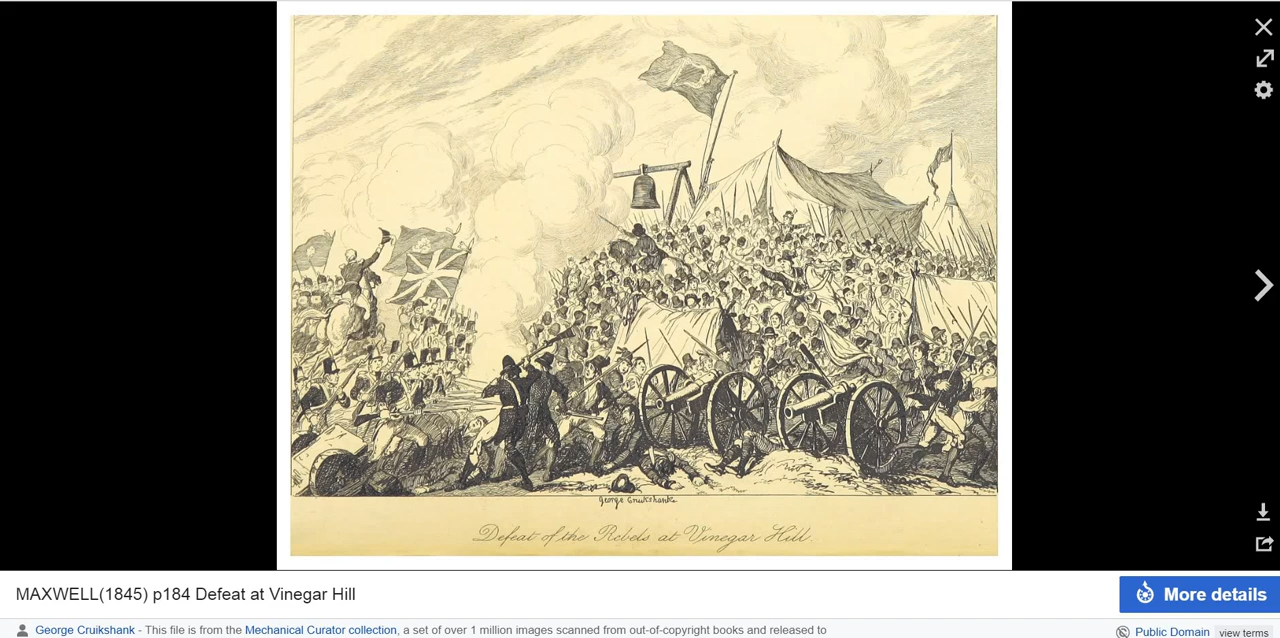 George Cruikshank
Defeat of the Rebels at Vinegar Hill.
MAXWELL(1845) p184 Defeat at Vinegar Hill
More details
George Cruikshank - This file is from the Mechanical Curator collection, a set of over 1 million images scanned from out-of-copyright books and released to
Public Domain view terms